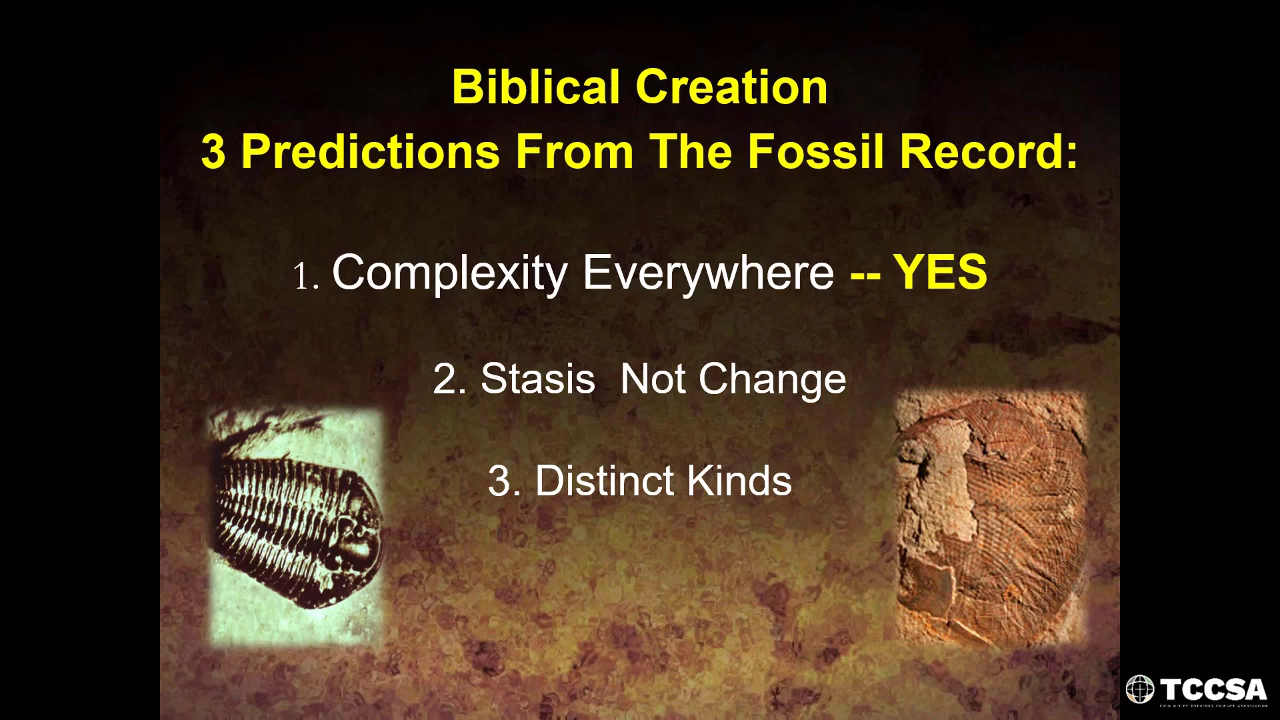 Biblical Creation
3 Predictions From The Fossil Record:
1. Complexity Everywhere -- YES
2. Stasis  Not Change
3. Distinct Kinds
TCCSA